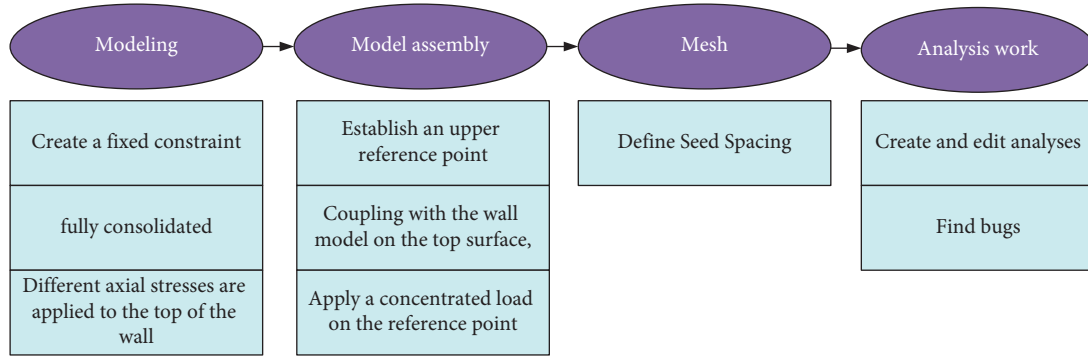 Modeling
Model assembly
Mesh
Analysis work
Create a fixed constraint
fully consolidated
Different axial stresses are
applied to the top of the
wall
Establish an upper
reference point
Coupling with the wall
model on the top surface,
Apply a concentrated load
on the reference point
Define Seed Spacing
Create and edit analyses
Find bugs